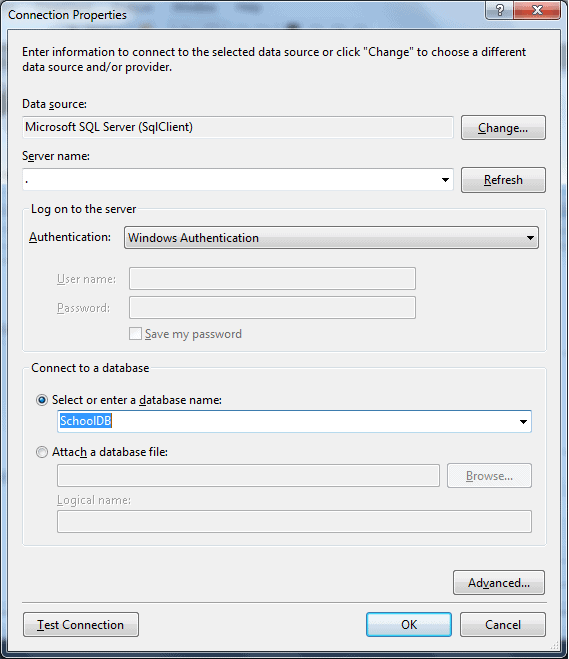 Connection Properties
Enter information to connect to the selected data source or click "Change" to choose a different
data source and/or provider.
Data source:
Microsoft SQL Server (SqlClient)
Change...
Server name:
.
Refresh
Log on to the server
Authentication:
Windows Authentication
User name:
Password:
Save my password
Connect to a database
Select or enter a database name:
SchoolDB
Attach a database file:
Browse...
Logical name:
Advanced...
Test Connection
OK
Cancel